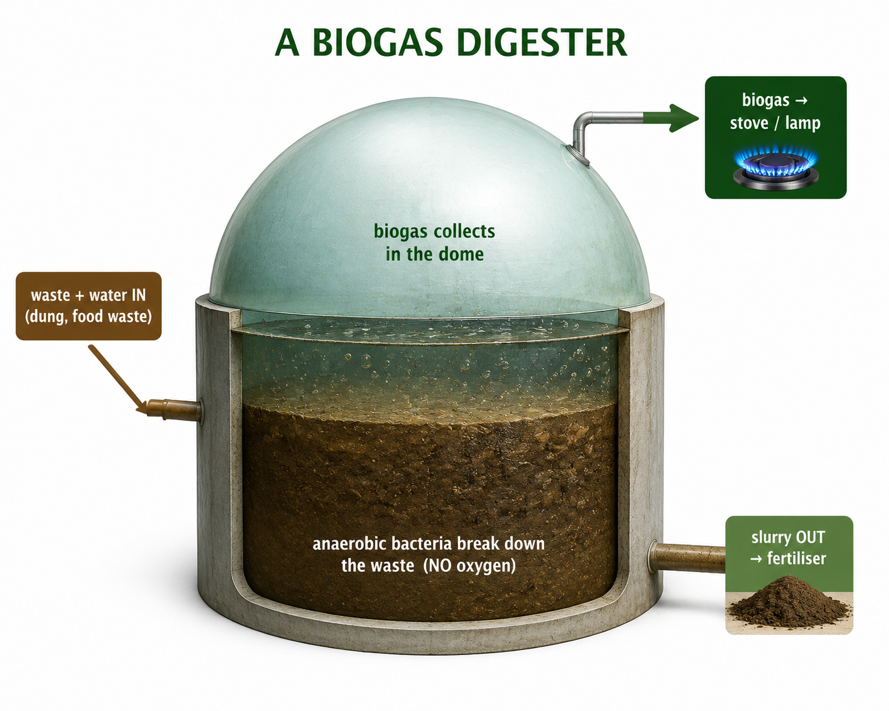 A BIOGAS DIGESTER
biogas →
stove / lamp
biogas collects
in the dome
waste + water IN
(dung, food waste)
anaerobic bacteria break down
the waste (NO oxygen)
slurry OUT
→ fertiliser